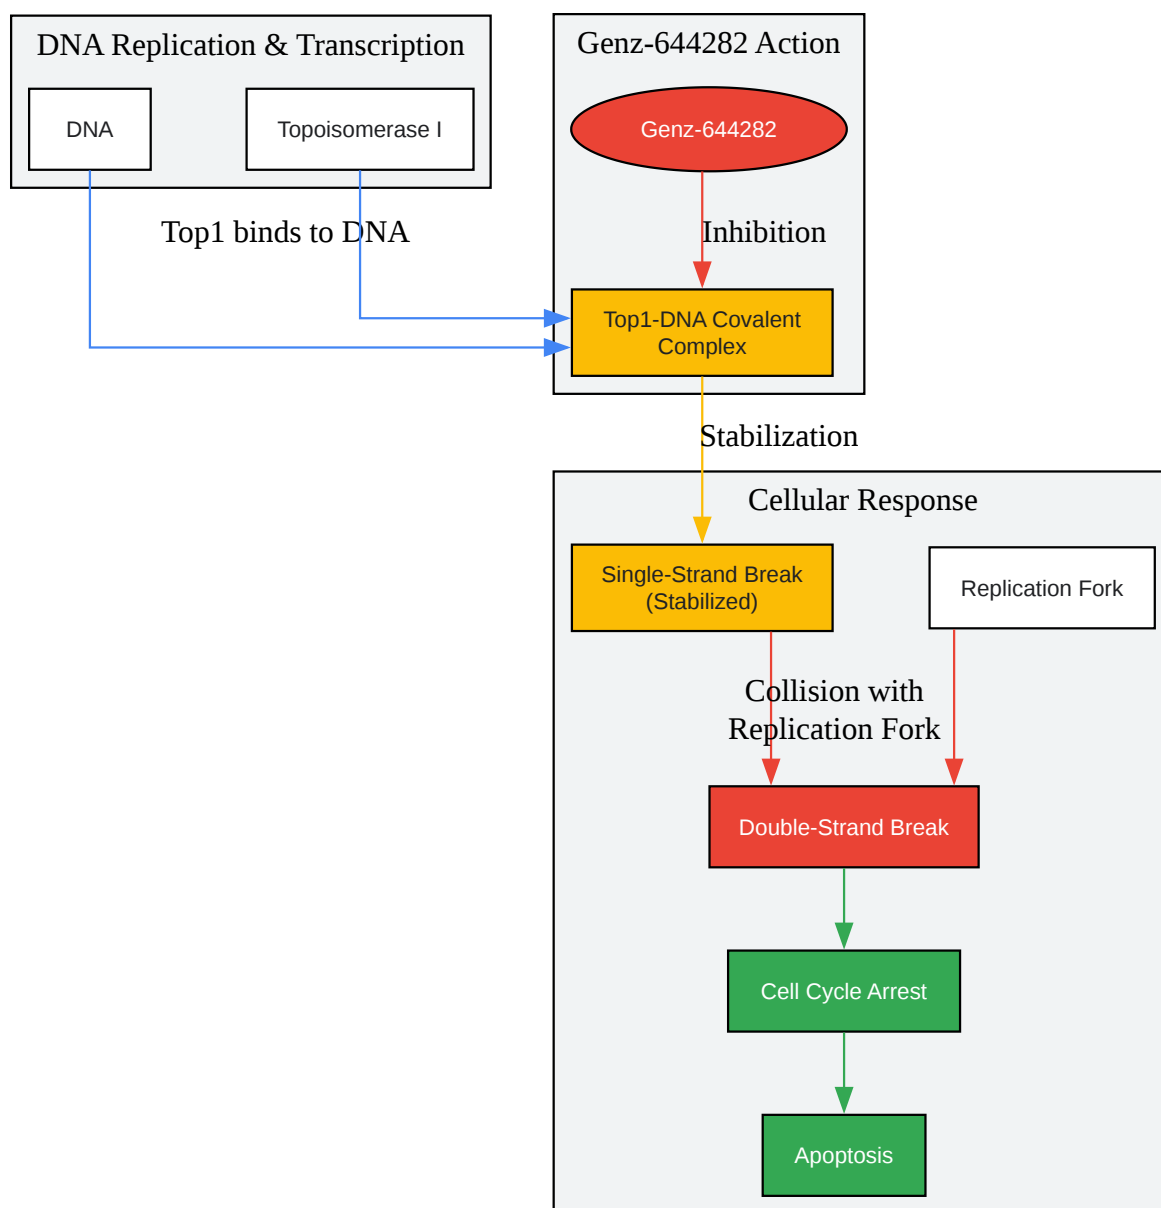 DNA Replication & Transcription
DNA
Topoisomerase I
Top1 binds to DNA
Genz-644282 Action
Genz-644282
Inhibition
Top1-DNA Covalent
Complex
Stabilization
Cellular Response
Single-Strand Break
(Stabilized)
Replication Fork
Collision with
Replication Fork
Double-Strand Break
Cell Cycle Arrest
Apoptosis